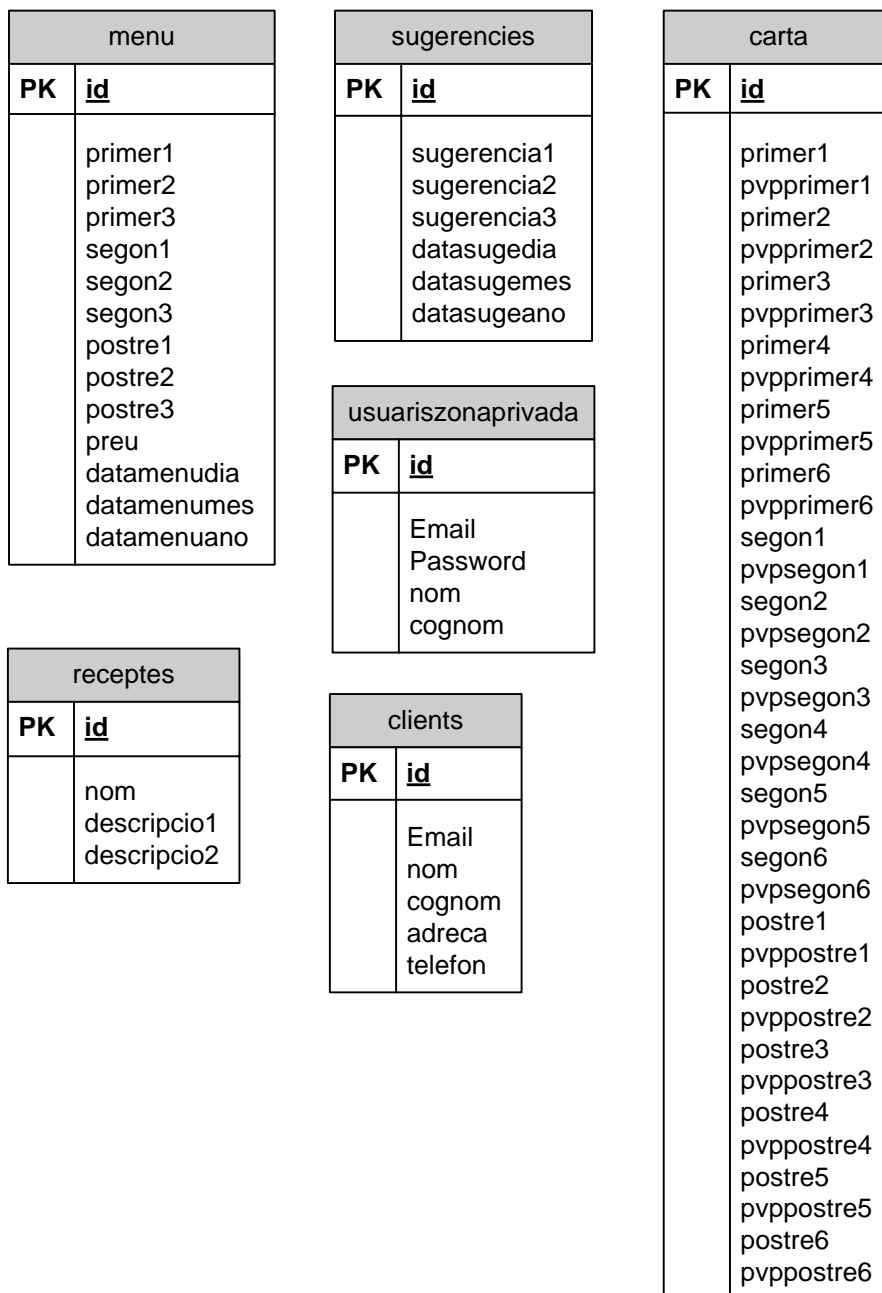 menu
PK id
primer1
primer2
primer3
segon1
segon2
segon3
postre1
postre2
postre3
preu
datamenudia
datamenumes
datamenuano
sugerencies
PK id
sugerencia1
sugerencia2
sugerencia3
datasugedia
datasugemes
datasugeano
usuariszonaprivada
PK id
Email
Password
nom
cognom
receptes
PK id
nom
descripcio1
descripcio2
clients
PK id
Email
nom
cognom
adreca
telefon
carta
PK id
primer1
pvpprimer1
primer2
pvpprimer2
primer3
pvpprimer3
primer4
pvpprimer4
primer5
pvpprimer5
primer6
pvpprimer6
segon1
pvpsegon1
segon2
pvpsegon2
segon3
pvpsegon3
segon4
pvpsegon4
segon5
pvpsegon5
segon6
pvpsegon6
postre1
pvppostre1
postre2
pvppostre2
postre3
pvppostre3
postre4
pvppostre4
postre5
pvppostre5
postre6
pvppostre6